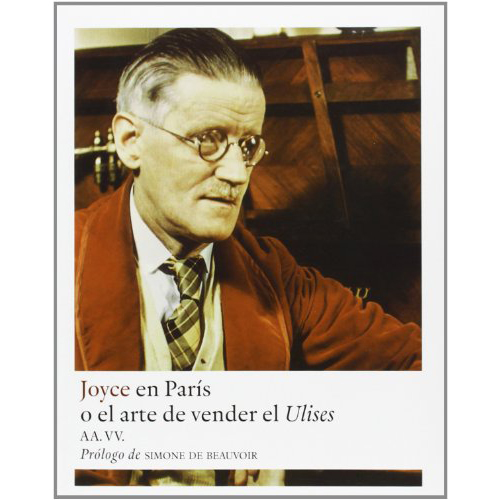 Joyce en París
o el arte de vender el Ulises
AA. VV.
Prólogo de SIMONE DE BEAUVOIR